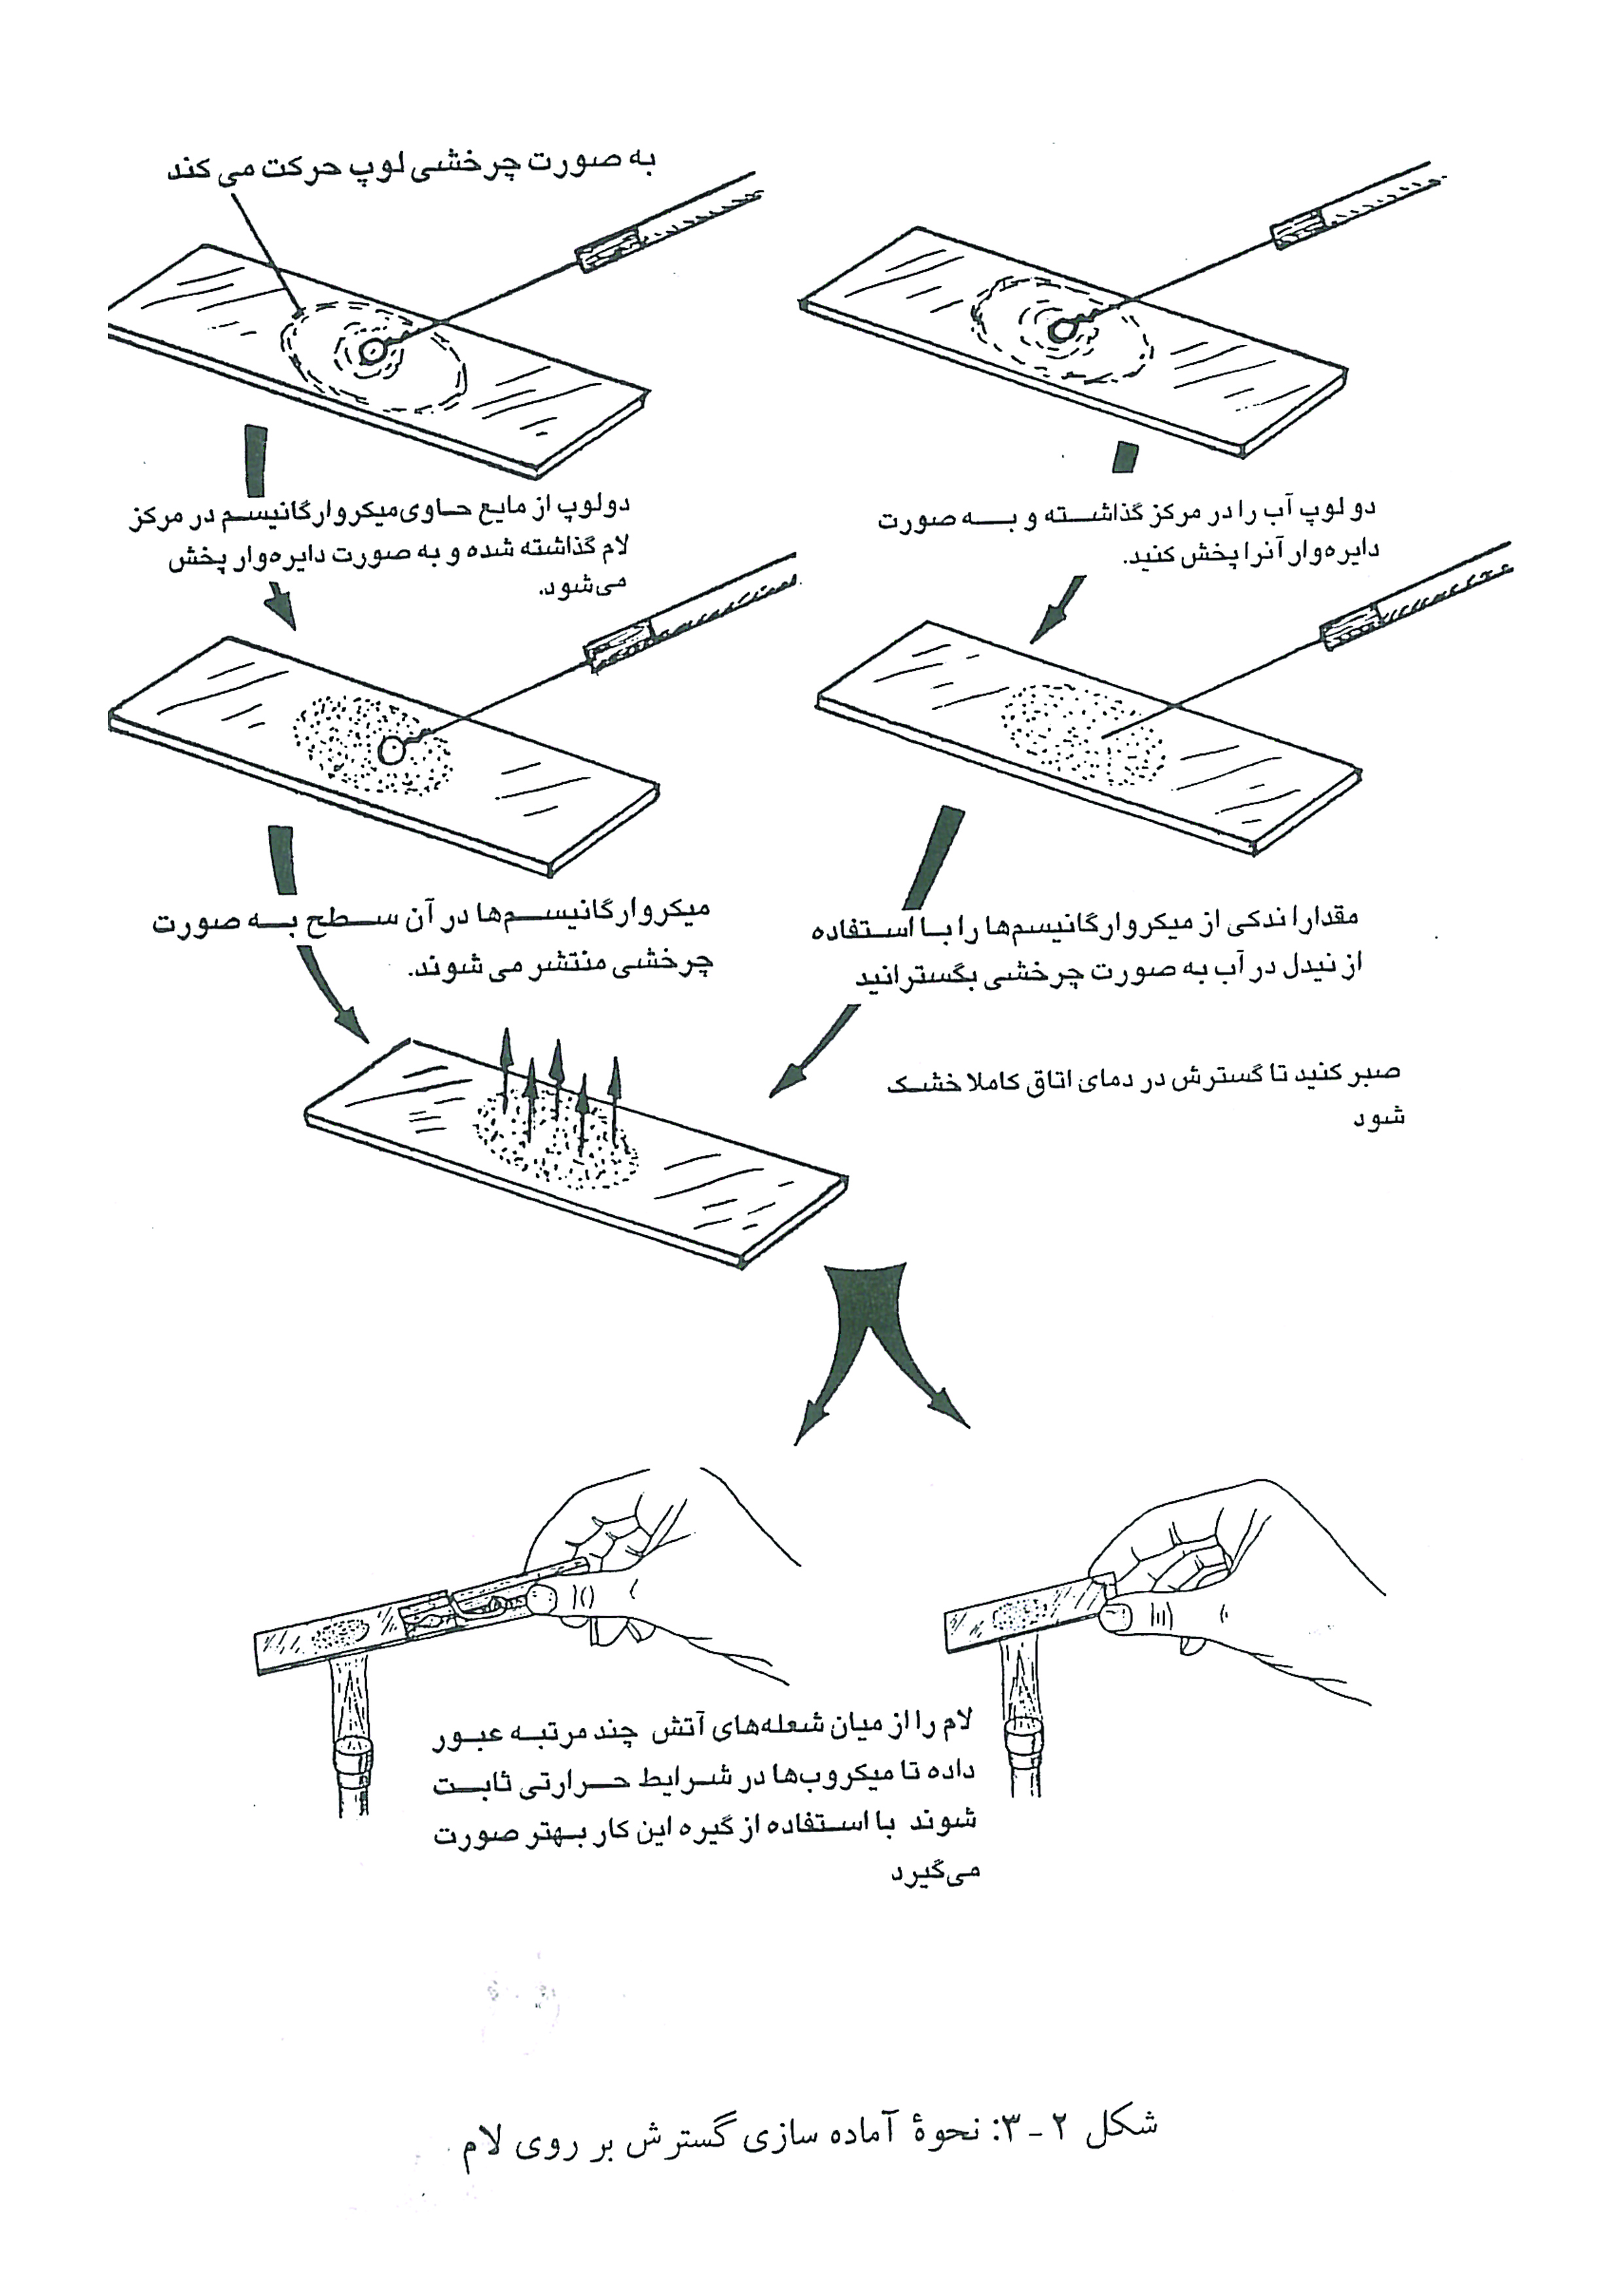 به صورت چرخشی لوپ حرکت می کند
دو لوپ آب را در مرکز گذاشته و به صورت
دایره‌وار آنرا پخش کنید.
دولوپ از مایع حاوی میکروارگانیسم در مرکز
لام گذاشته شده و به صورت دایره‌وار پخش
می‌شود.
مقدار اندکی از میکروارگانیسم‌ها را با استفاده
از نیدل در آب به صورت چرخشی بگسترانید
میکروارگانیسم‌ها در آن سطح به صورت
چرخشی منتشر می شوند.
صبر کنید تا گسترش در دمای اتاق کاملا خشک
شود
لام را از میان شعله‌های آتش چند مرتبه عبور
داده تا میکروب‌ها در شرایط حرارتی ثابت
شوند با استفاده از گیره این کار بهتر صورت
می‌گیرد
شکل ۲ - ۳: نحوۀ آماده سازی گسترش بر روی لام